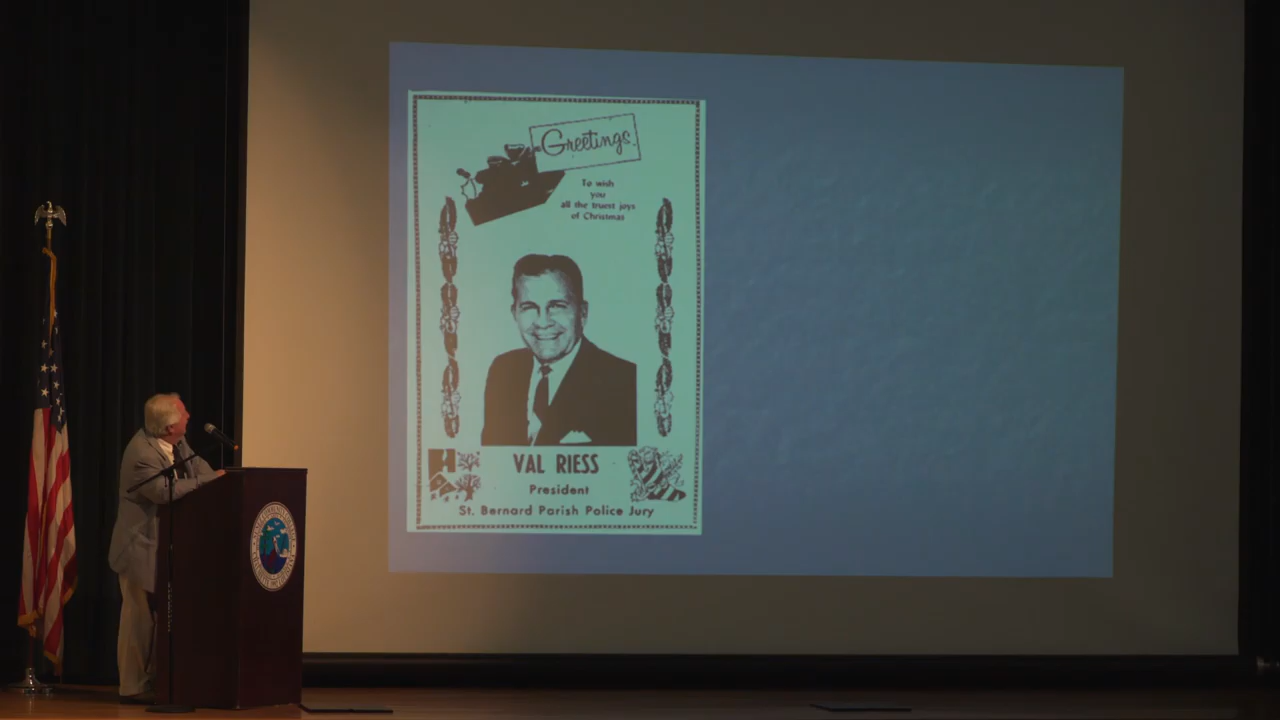 Greetings.
To wish
you
all the truest joys
of Christmas
VAL RIESS
President
St. Bernard Parish Police Jury